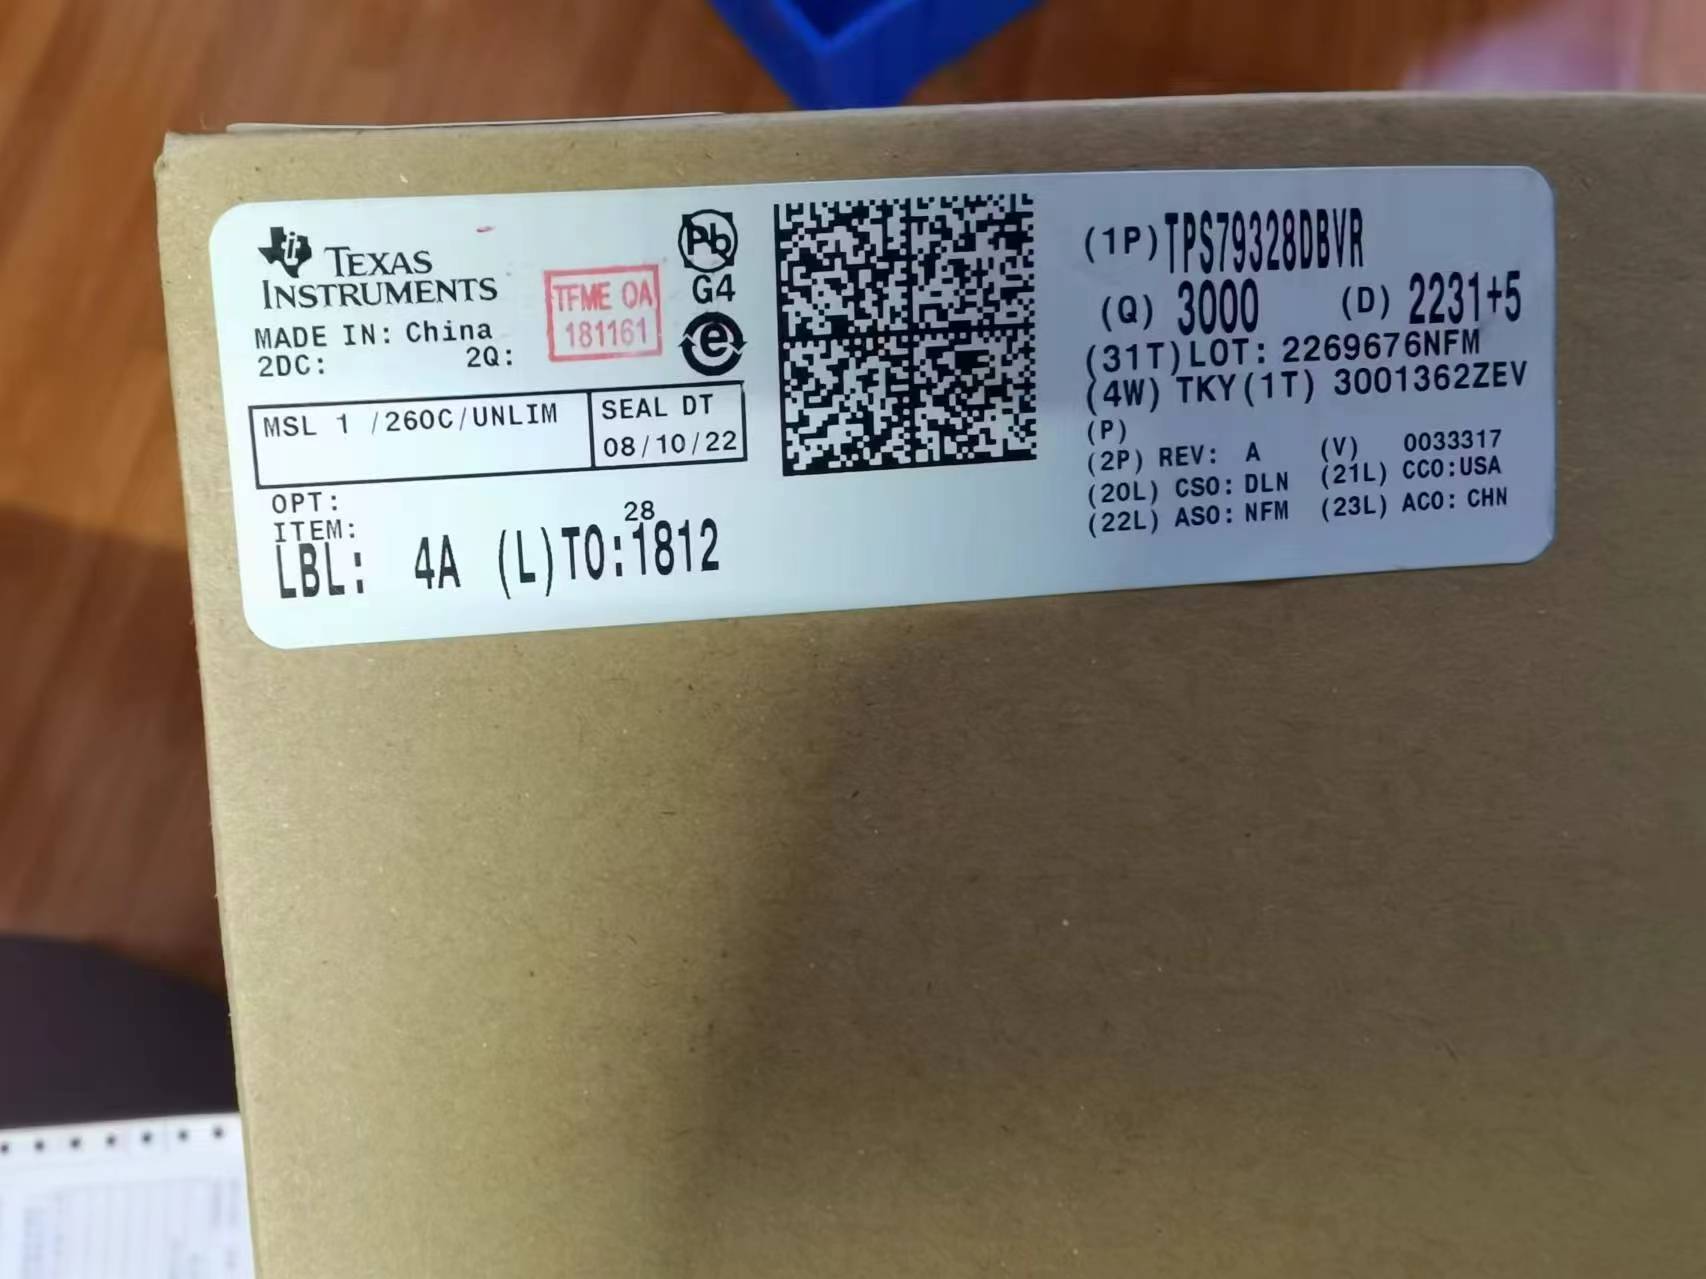 TEXAS
INSTRUMENTS
MADE IN: China
2DC: 2Q:
TFME OA
181161
Pb
G4
e
MSL 1 /260C/UNLIM
SEAL DT
08/10/22
OPT:
ITEM:
28
LBL: 4A (L)TO:1812
(1P)TPS79328DBVR
(Q) 3000 (D) 2231+5
(31T)LOT: 2269676NFM
(4W) TKY(1T) 3001362ZEV
(P)
(2P) REV: A (V) 0033317
(20L) CSO: DLN (21L) CCO:USA
(22L) ASO: NFM (23L) ACO: CHN